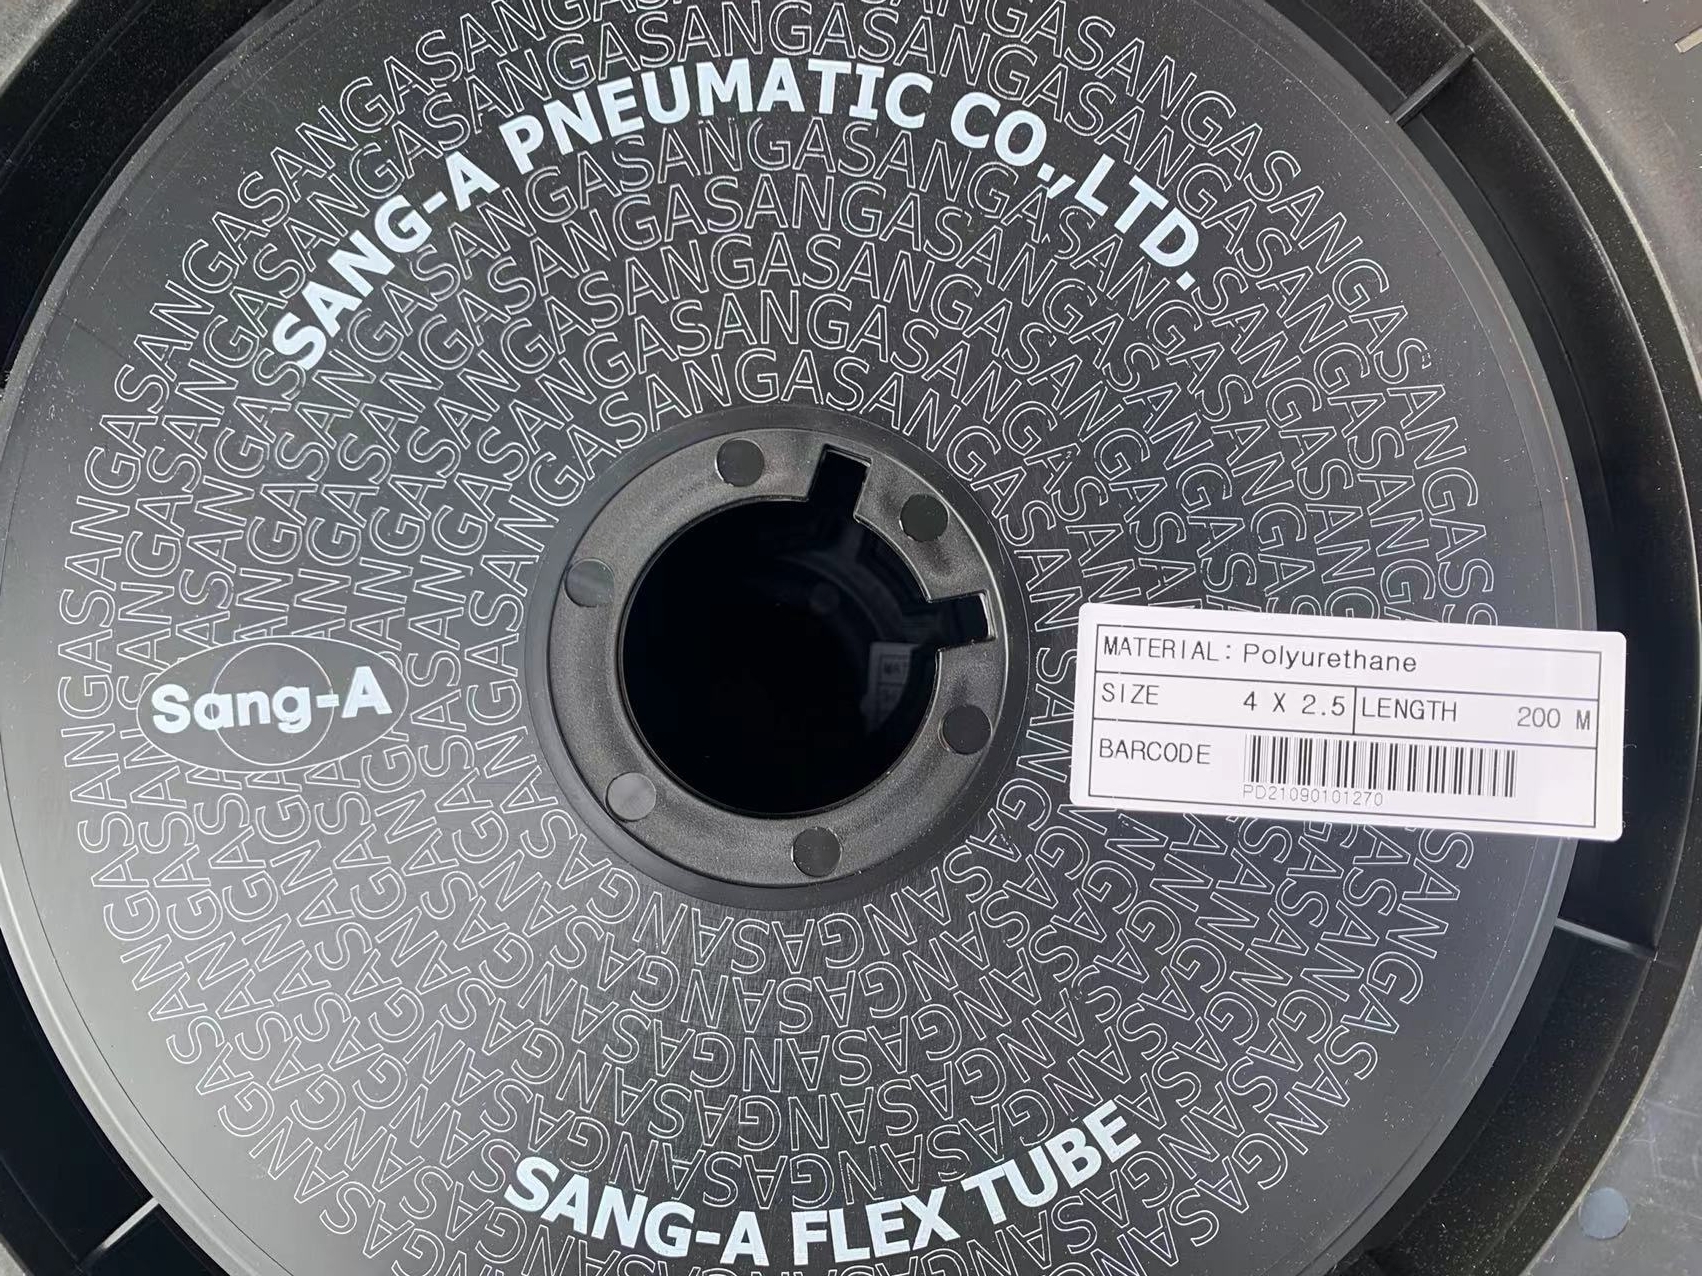 SANG-A PNEUMATIC CO.,LTD.
Sang-A
MATERIAL: Polyurethane
SIZE 4 X 2.5 LENGTH 200 M
BARCODE
PD21090101270
SANG-A FLEX TUBE